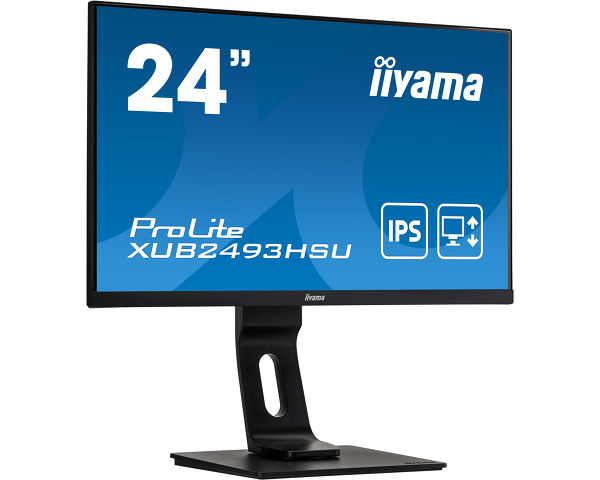 24”
iiyama
ProLite
XUB2493HSU
IPS
iiyama